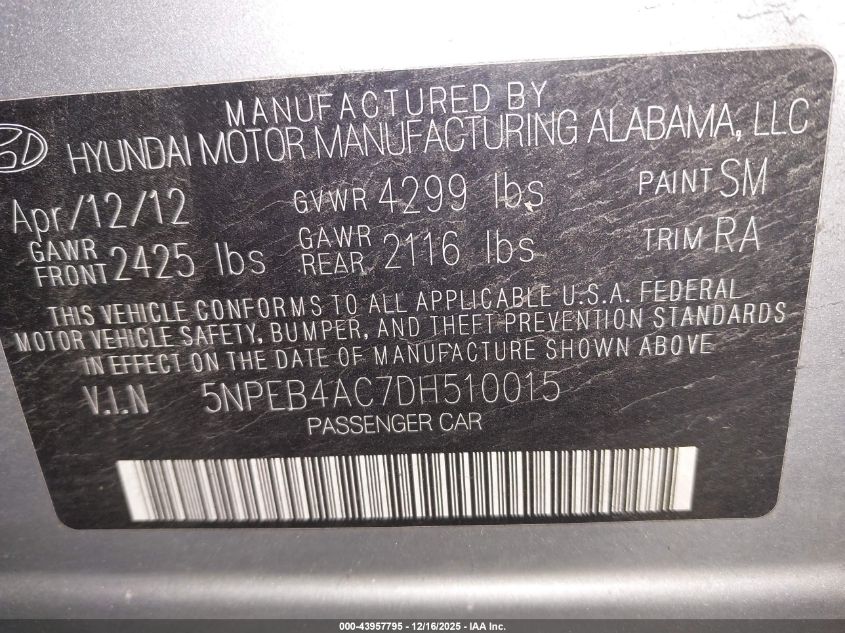 MANUFACTURED BY
HYUNDAI MOTOR MANUFACTURING ALABAMA, LLC
Apr/12/12 GVWR 4299 lbs PAINT SM
GAWR FRONT 2425 lbs GAWR REAR 2116 lbs TRIM RA
THIS VEHICLE CONFORMS TO ALL APPLICABLE U.S.A. FEDERAL
MOTOR VEHICLE SAFETY, BUMPER, AND THEFT PREVENTION STANDARDS
IN EFFECT ON THE DATE OF MANUFACTURE SHOWN ABOVE
V.I.N 5NPEB4AC7DH510015
PASSENGER CAR
000-43957795 - 12/16/2025 - IAA Inc.